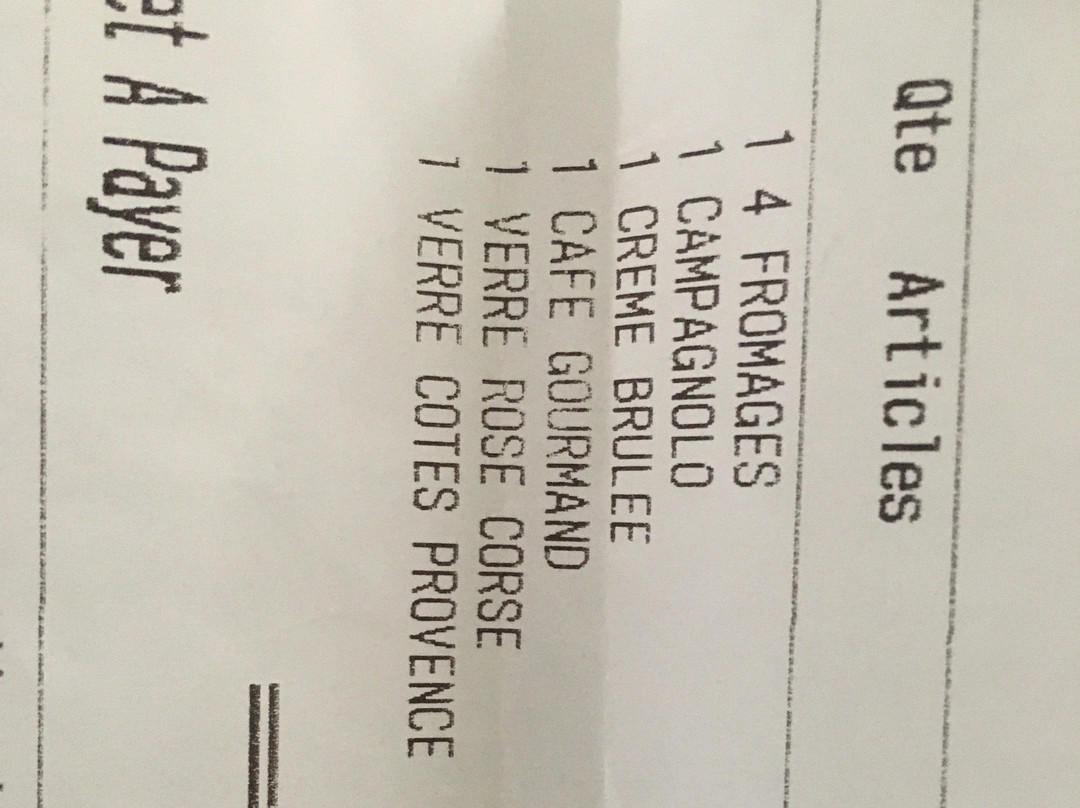 Qte Articles
1 4 FROMAGES
1 CAMPAGNOLO
1 CREME BRULEE
1 CAFE GOURMAND
1 VERRE ROSE CORSE
1 VERRE COTES PROVENCE
A Payer